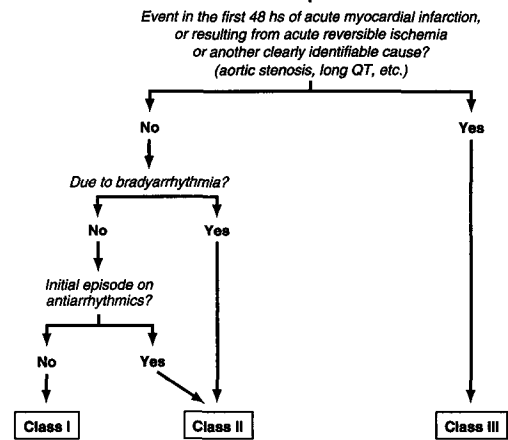 Event in the first 48 hs of acute myocardial infarction,
or resulting from acute reversible ischemia
or another clearly identifiable cause?
(aortic stenosis, long QT, etc.)
No
Yes
Due to bradyarrhythmia?
No
Yes
Initial episode on
antiarrhythmics?
No
Yes
Class I
Class II
Class III